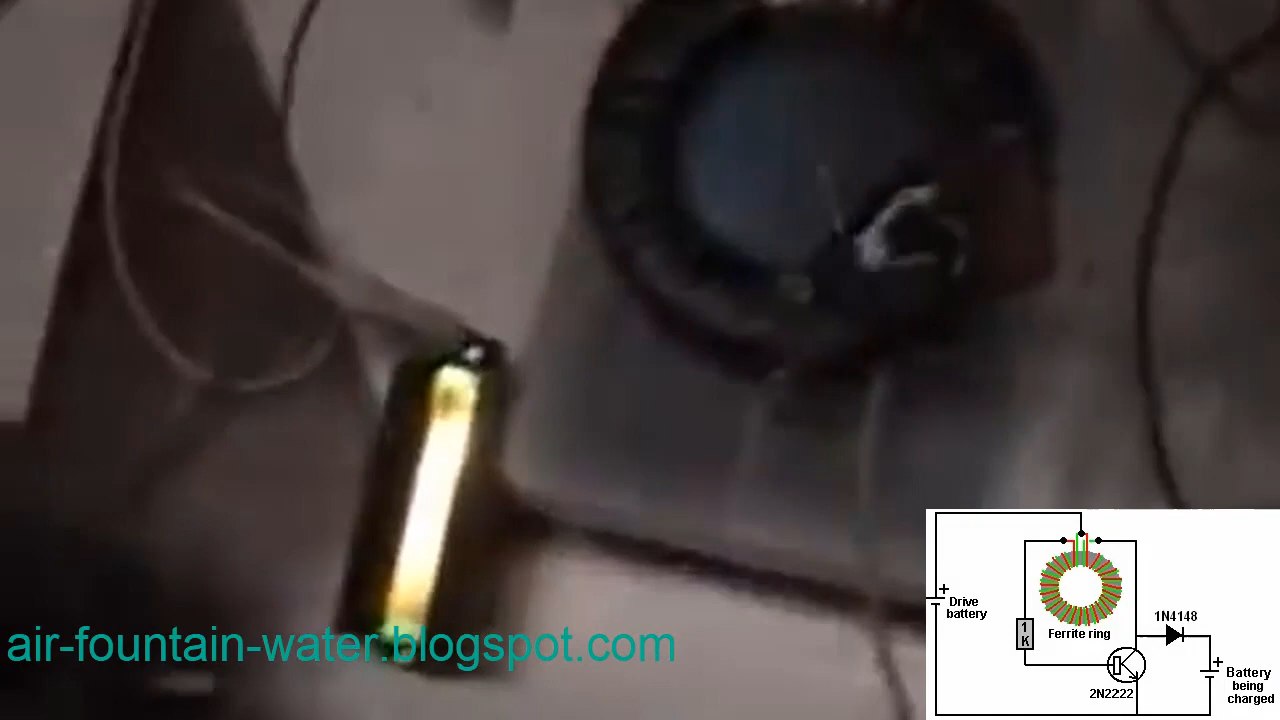 air-fountain-water.blogspot.com
+
Drive
battery
1
K
Ferrite ring
1N4148
2N2222
+
Battery
being
charged